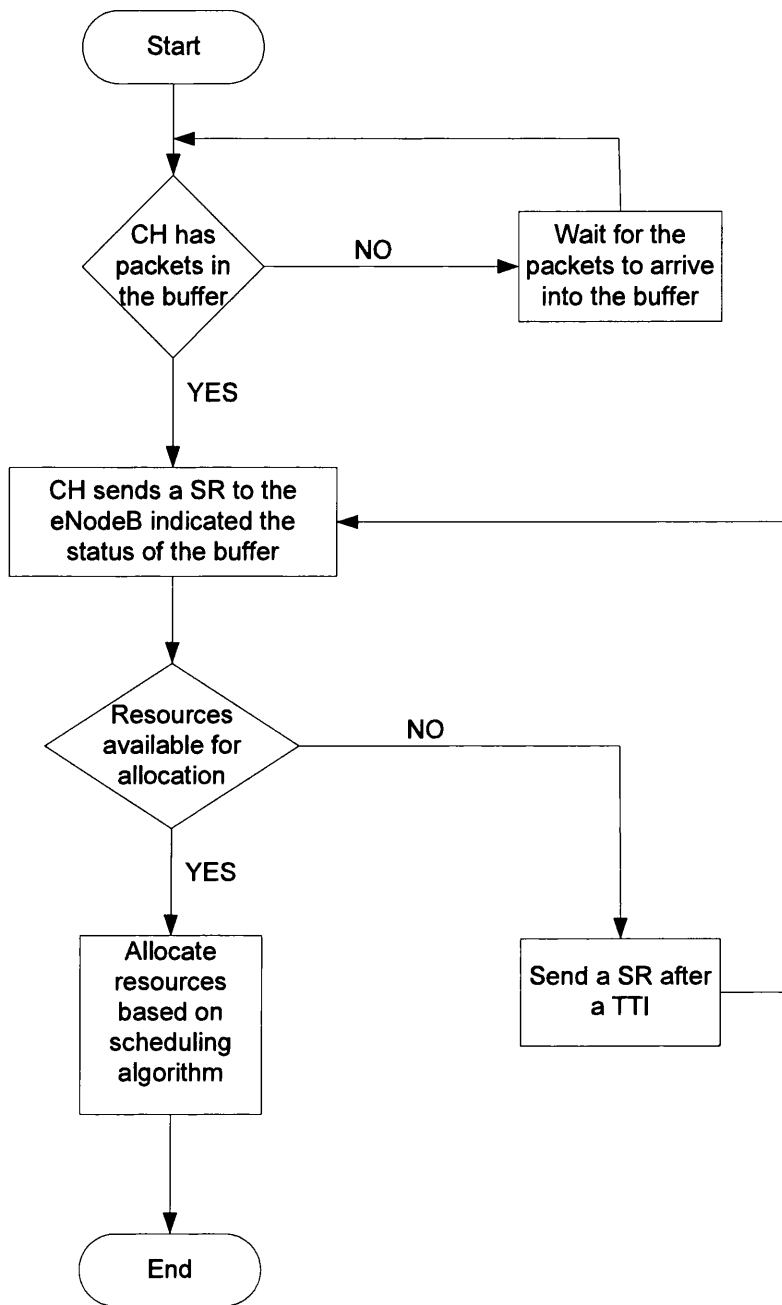 Start
CH has
packets in
the buffer
NO
Wait for the
packets to arrive
into the buffer
YES
CH sends a SR to the
eNodeB indicated the
status of the buffer
Resources
available for
allocation
NO
YES
Allocate
resources
based on
scheduling
algorithm
Send a SR after
a TTI
End